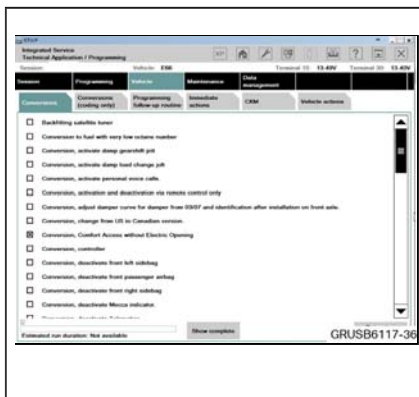 Integrated Service
Technical Application / Programming
Session: Vehicle: E66 Terminal 15: 13.49V Terminal 30: 13.43V
Session Programming Vehicle Maintenance Data management
Conversions Conversions (coding only) Programming follow-up routine Immediate actions CKM Vehicle actions
Backfitting satellite tuner
Conversion to fuel with very low octane number
Conversion, activate damp gearshift jolt
Conversion, activate damp load change jolt
Conversion, activate personal voice calls.
Conversion, activation and deactivation via remote control only
Conversion, adjust damper curve for damper from 03/07 and identification after installation on front axle.
Conversion, change from US to Canadian version.
Conversion, Comfort Access without Electric Opening
Conversion, controller
Conversion, deactivate front left sidebag
Conversion, deactivate front passenger airbag
Conversion, deactivate front right sidebag
Conversion, deactivate Mecca indicator.
Estimated run duration: Not available Show complete
GRUSB6117-36